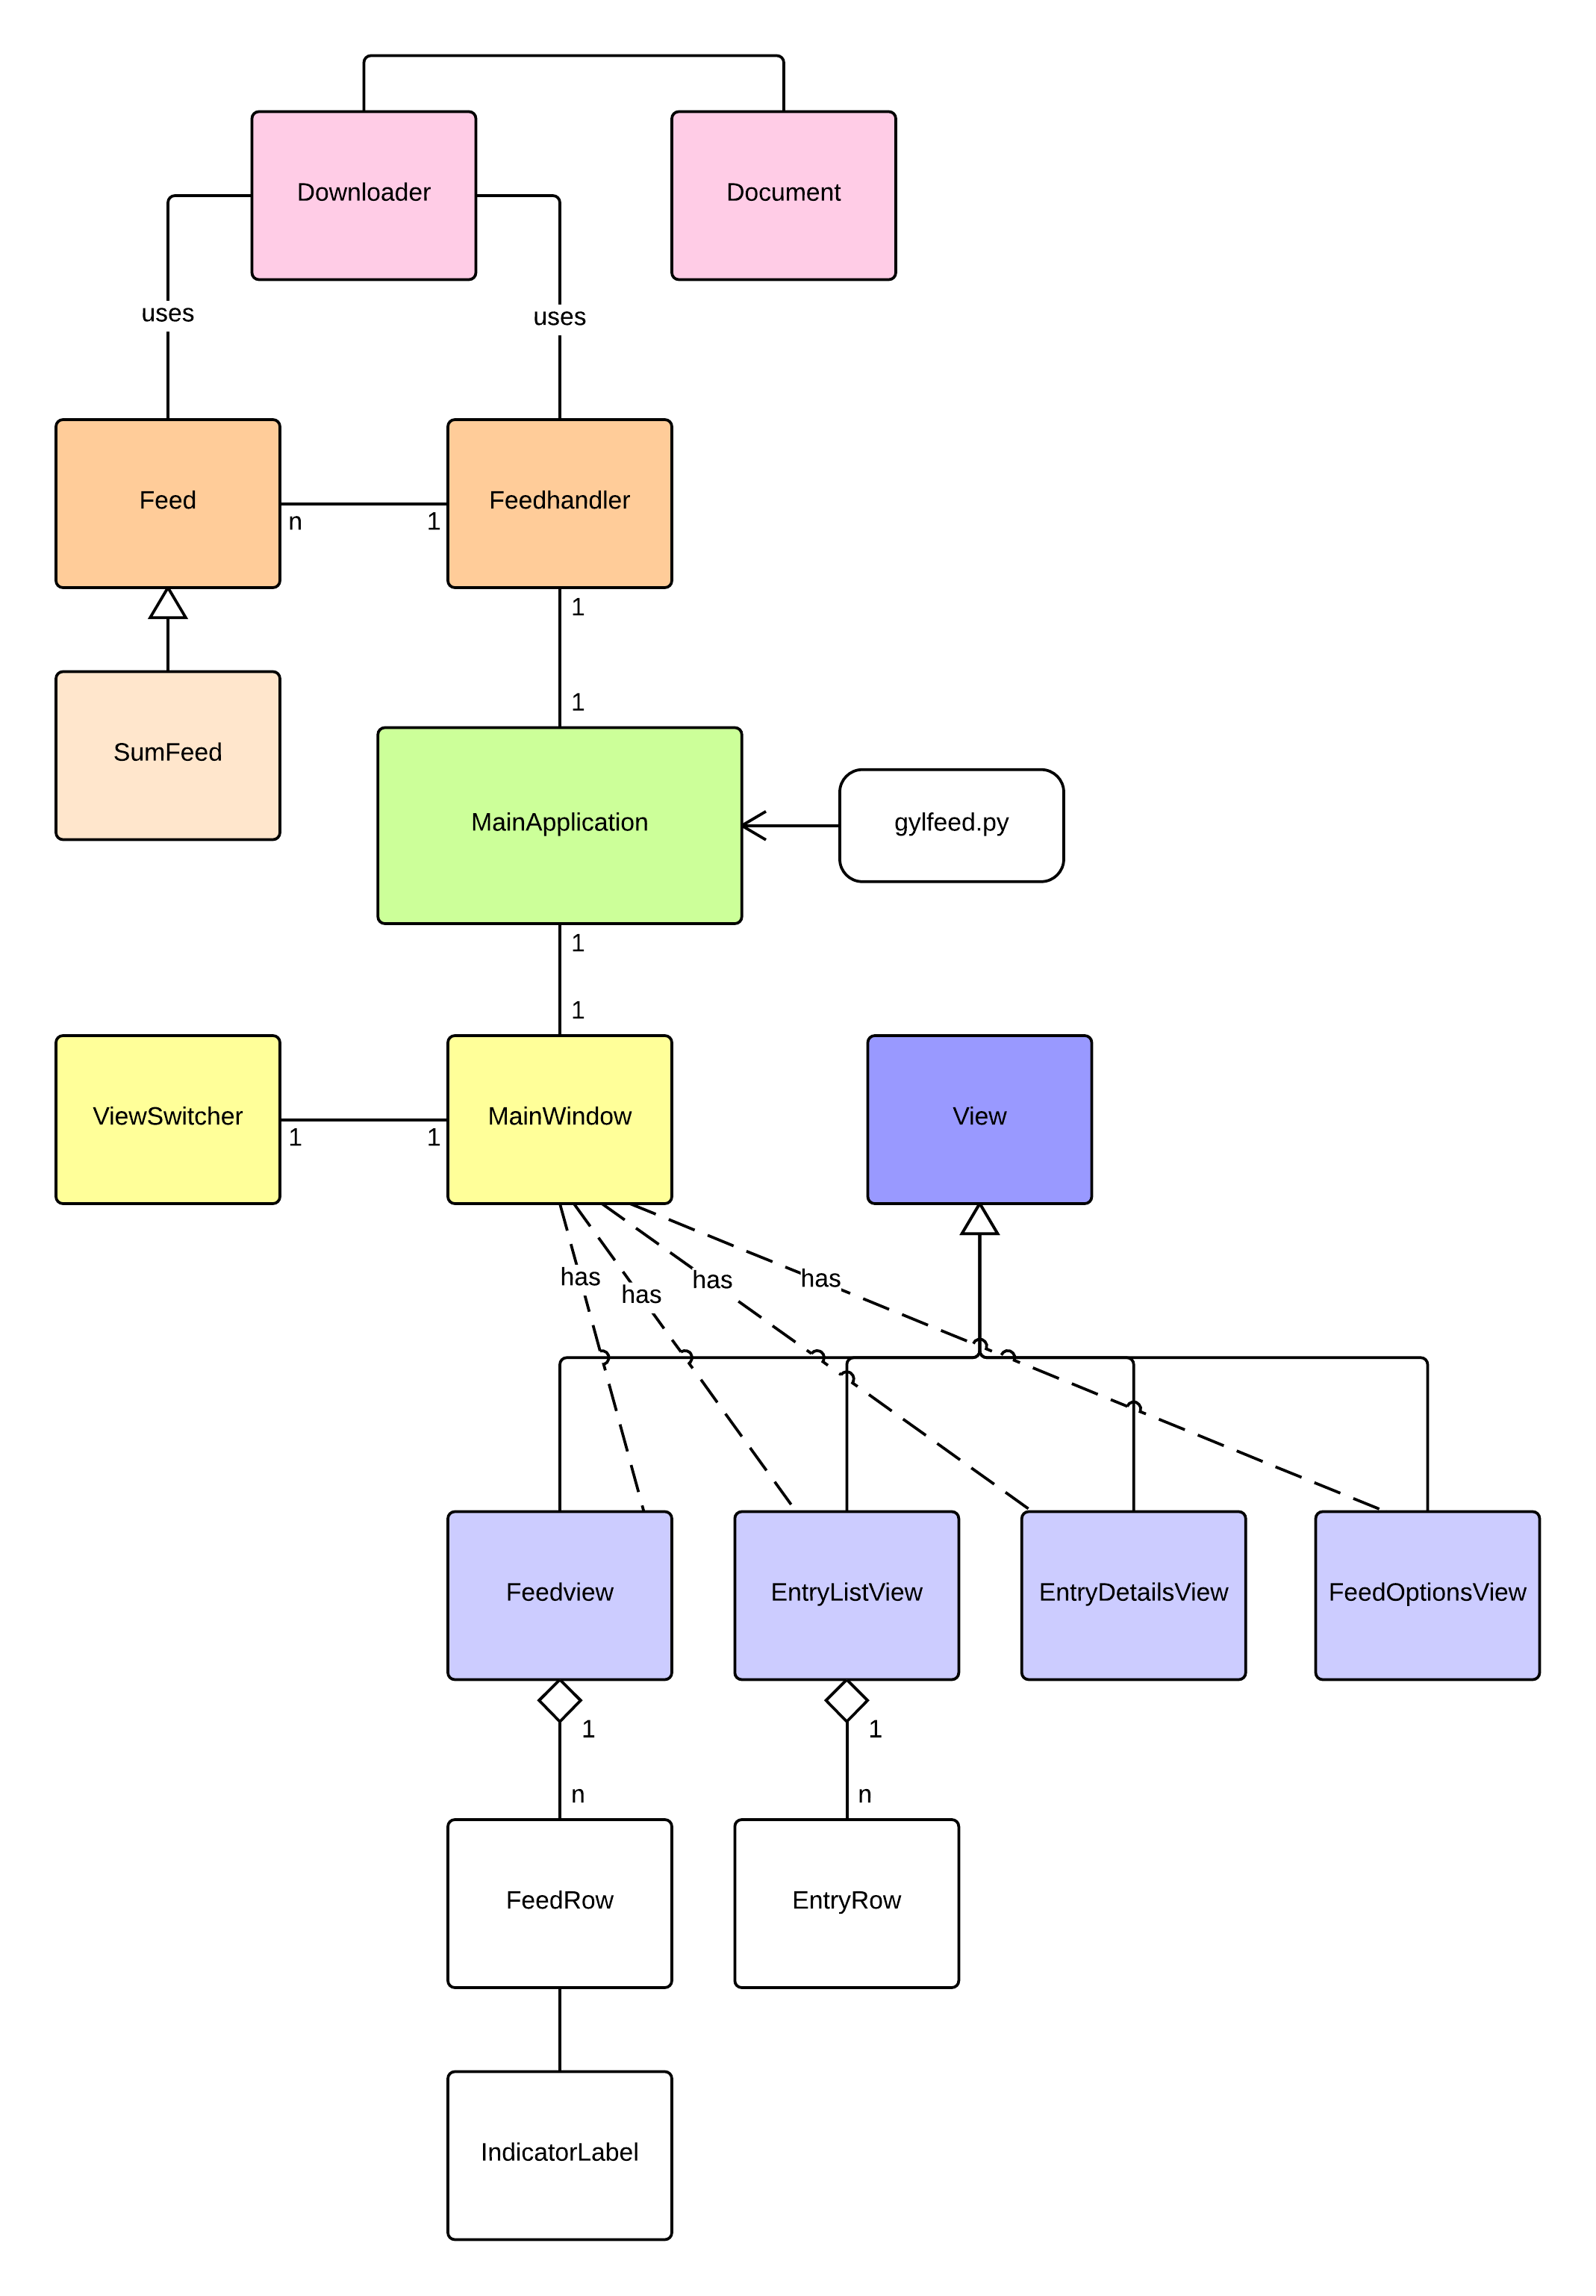 Downloader
Document
uses
uses
Feed
Feedhandler
n
1
1
SumFeed
1
MainApplication
gylfeed.py
1
1
ViewSwitcher
MainWindow
View
1
1
has
has
has
has
Feedview
EntryListView
EntryDetailsView
FeedOptionsView
1
1
n
n
FeedRow
EntryRow
IndicatorLabel